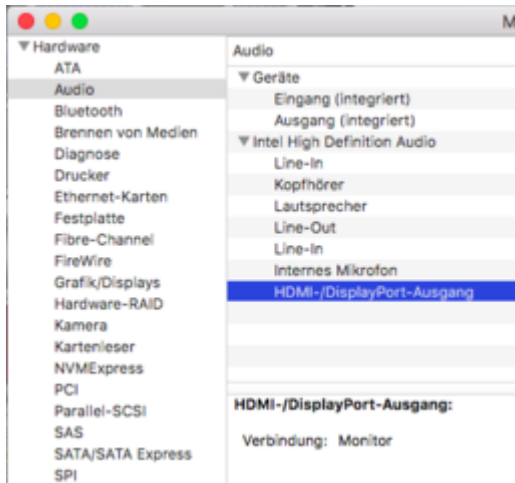 M
Hardware
ATA
Audio
Bluetooth
Brennen von Medien
Diagnose
Drucker
Ethernet-Karten
Festplatte
Fibre-Channel
FireWire
Grafik/Displays
Hardware-RAID
Kamera
Kartenleser
NVMExpress
PCI
Parallel-SCSI
SAS
SATA/SATA Express
SPI
Audio
Geräte
Eingang (integriert)
Ausgang (integriert)
Intel High Definition Audio
Line-In
Kopfhörer
Lautsprecher
Line-Out
Line-In
Internes Mikrofon
HDMI-/DisplayPort-Ausgang
HDMI-/DisplayPort-Ausgang:
Verbindung: Monitor